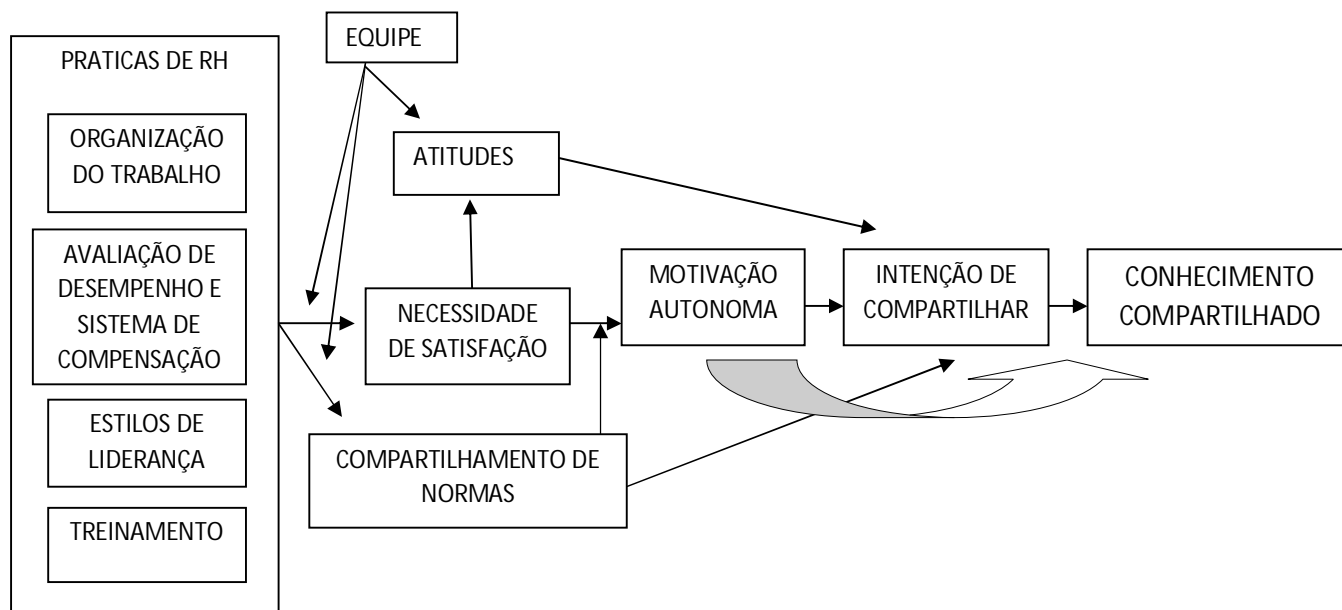 PRATICAS DE RH
ORGANIZAÇÃO
DO TRABALHO
AVALIAÇÃO DE
DESEMPENHO E
SISTEMA DE
COMPENSAÇÃO
ESTILOS DE
LIDERANÇA
TREINAMENTO
EQUIPE
ATITUDES
NECESSIDADE
DE SATISFAÇÃO
COMPARTILHAMENTO DE
NORMAS
MOTIVAÇÃO
AUTONOMA
INTENÇÃO DE
COMPARTILHAR
CONHECIMENTO
COMPARTILHADO